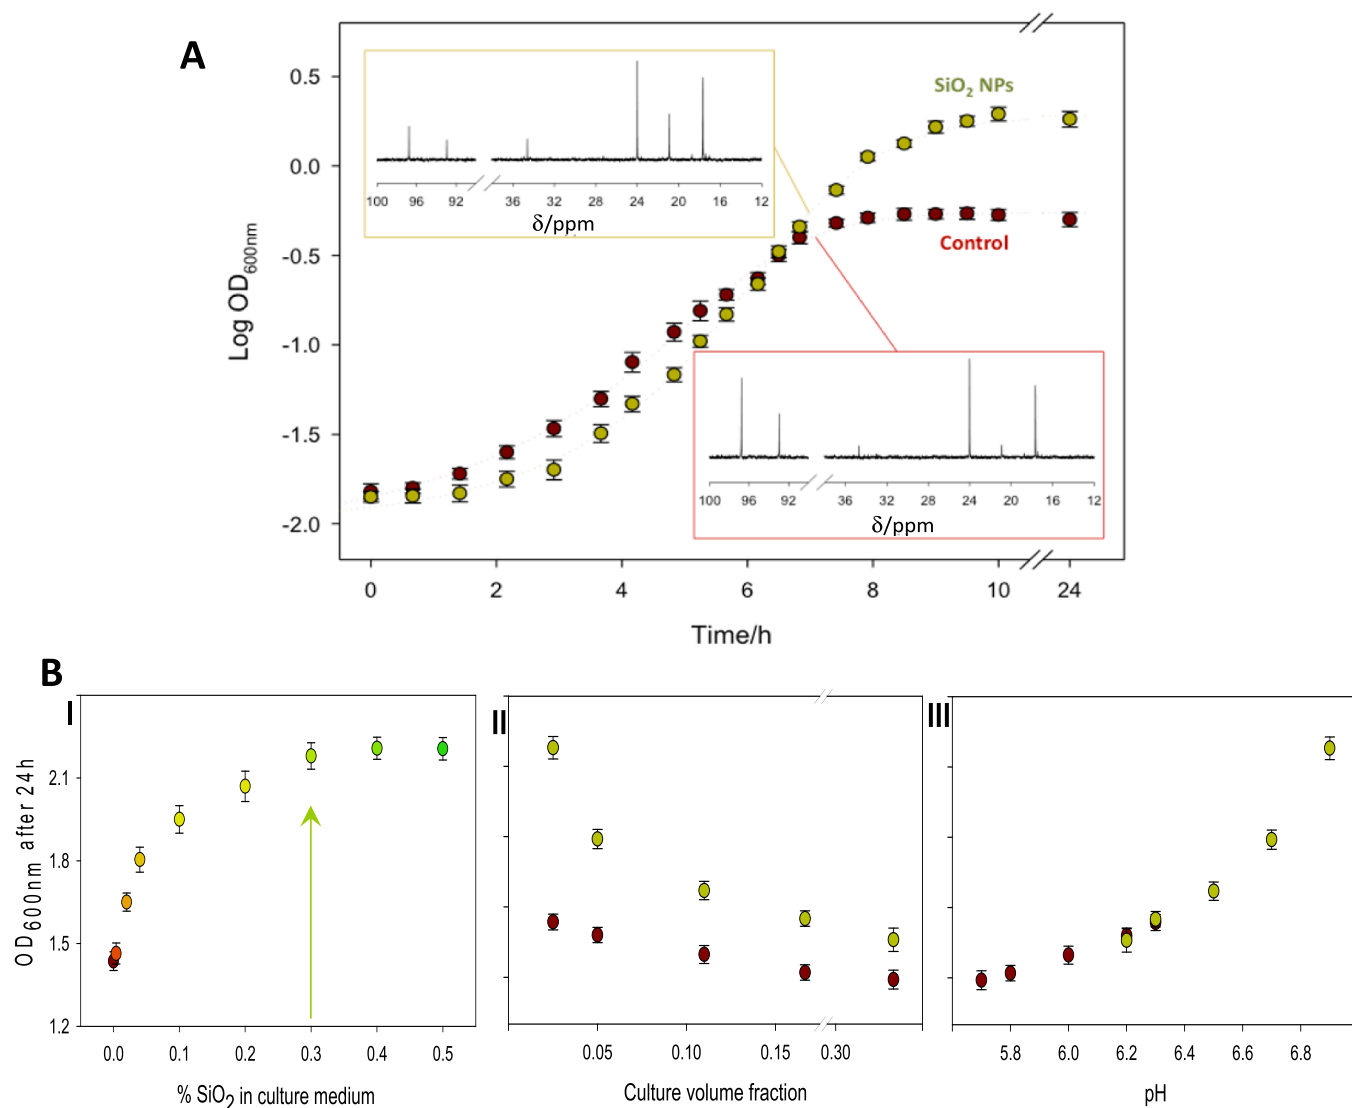 A
0.5
0.0
-0.5
-1.0
-1.5
-2.0
Log OD600nm
SiO2 NPs
Control
100 96 92 36 32 28 24 20 16 12
δ/ppm
100 96 92 36 32 28 24 20 16 12
δ/ppm
0 2 4 6 8 10 24
Time/h
B
I
II
III
2.1
1.8
1.5
1.2
OD600nm after 24h
0.0 0.1 0.2 0.3 0.4 0.5
% SiO2 in culture medium
0.05 0.10 0.15 0.30
Culture volume fraction
5.8 6.0 6.2 6.4 6.6 6.8
pH